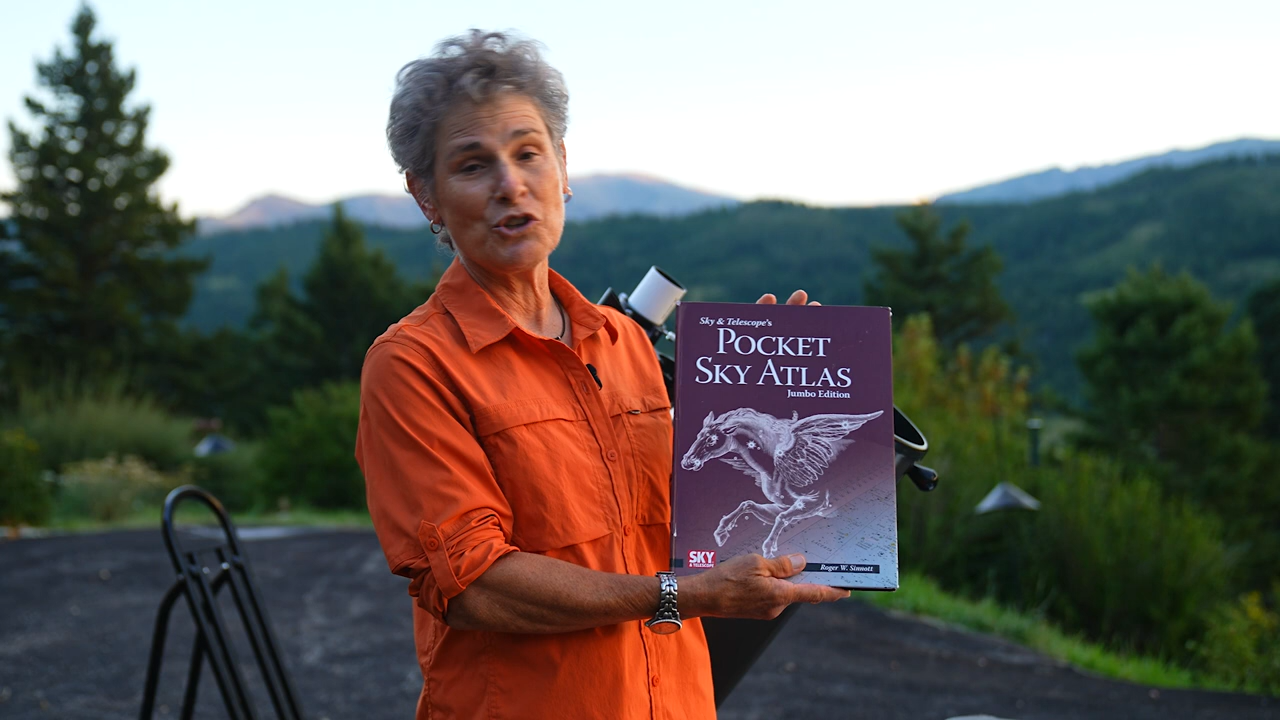 Sky & Telescope's
POCKET
SKY ATLAS
Jumbo Edition
SKY
& TELESCOPE
Roger W. Sinnott